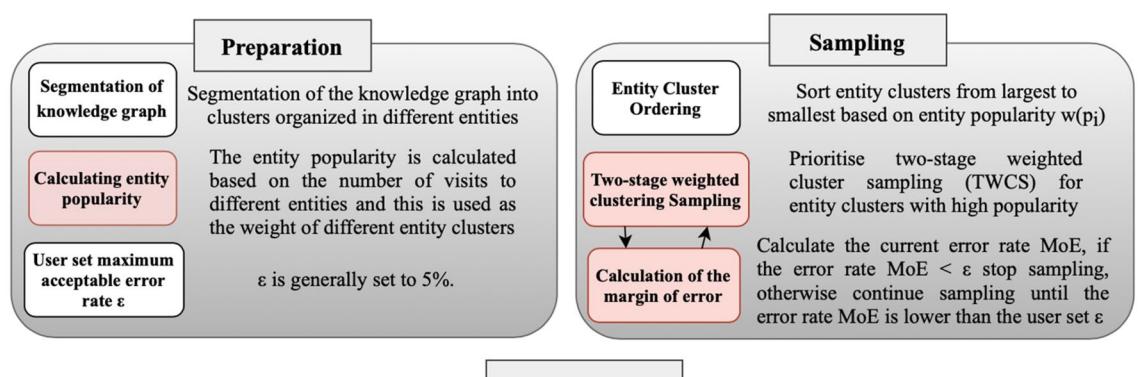 Preparation
Segmentation of
knowledge graph
Segmentation of the knowledge graph into
clusters organized in different entities
Calculating entity
popularity
The entity popularity is calculated
based on the number of visits to
different entities and this is used as
the weight of different entity clusters
User set maximum
acceptable error
rate ε
ε is generally set to 5%.
Sampling
Entity Cluster
Ordering
Sort entity clusters from largest to
smallest based on entity popularity w(pi)
Two-stage weighted
clustering Sampling
Prioritise two-stage weighted
cluster sampling (TWCS) for
entity clusters with high popularity
Calculation of the
margin of error
Calculate the current error rate MoE, if
the error rate MoE < ε stop sampling,
otherwise continue sampling until the
error rate MoE is lower than the user set ε